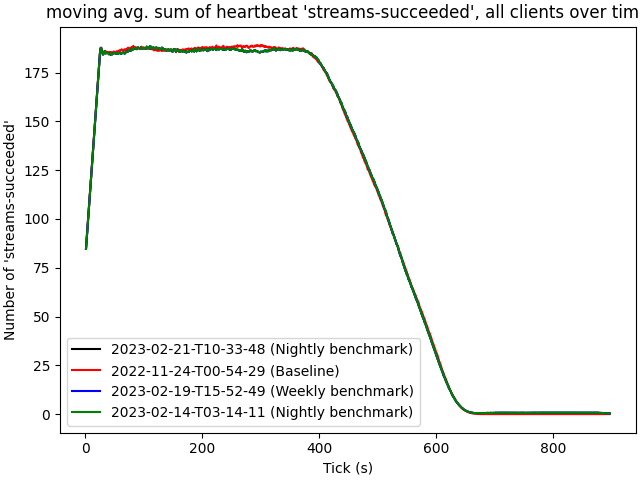 moving avg. sum of heartbeat 'streams-succeeded', all clients over tim
Number of 'streams-succeeded'
175
150
125
100
75
50
25
0
2023-02-21-T10-33-48 (Nightly benchmark)
2022-11-24-T00-54-29 (Baseline)
2023-02-19-T15-52-49 (Weekly benchmark)
2023-02-14-T03-14-11 (Nightly benchmark)
0 200 400 600 800
Tick (s)